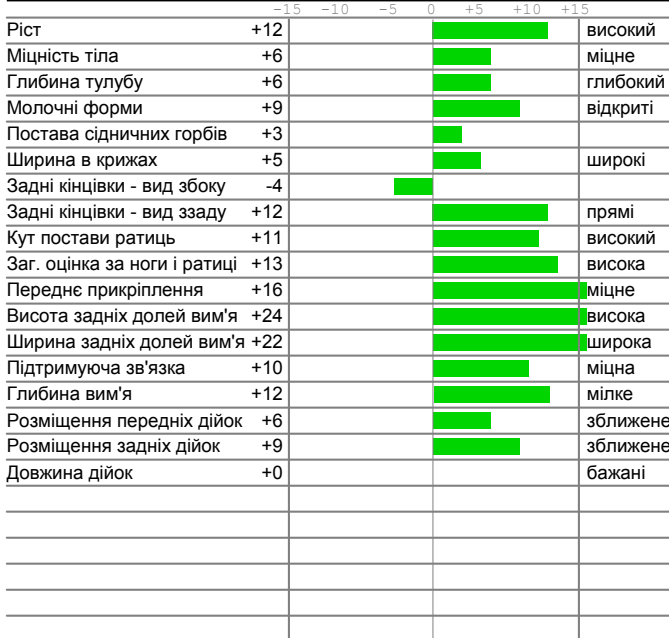 -15 -10 -5 0 +5 +10 +15
Ріст +12 високий
Міцність тіла +6 міцне
Глибина тулубу +6 глибокий
Молочні форми +9 відкриті
Постава сідничних горбів +3
Ширина в крижах +5 широкі
Задні кінцівки - вид збоку -4
Задні кінцівки - вид ззаду +12 прямі
Кут постави ратиць +11 високий
Заг. оцінка за ноги і ратиці +13 висока
Переднє прикріплення +16 міцне
Висота задніх долей вим'я +24 висока
Ширина задніх долей вим'я +22 широка
Підтримуюча зв'язка +10 міцна
Глибина вим'я +12 мілке
Розміщення передніх дійок +6 зближене
Розміщення задніх дійок +9 зближене
Довжина дійок +0 бажані